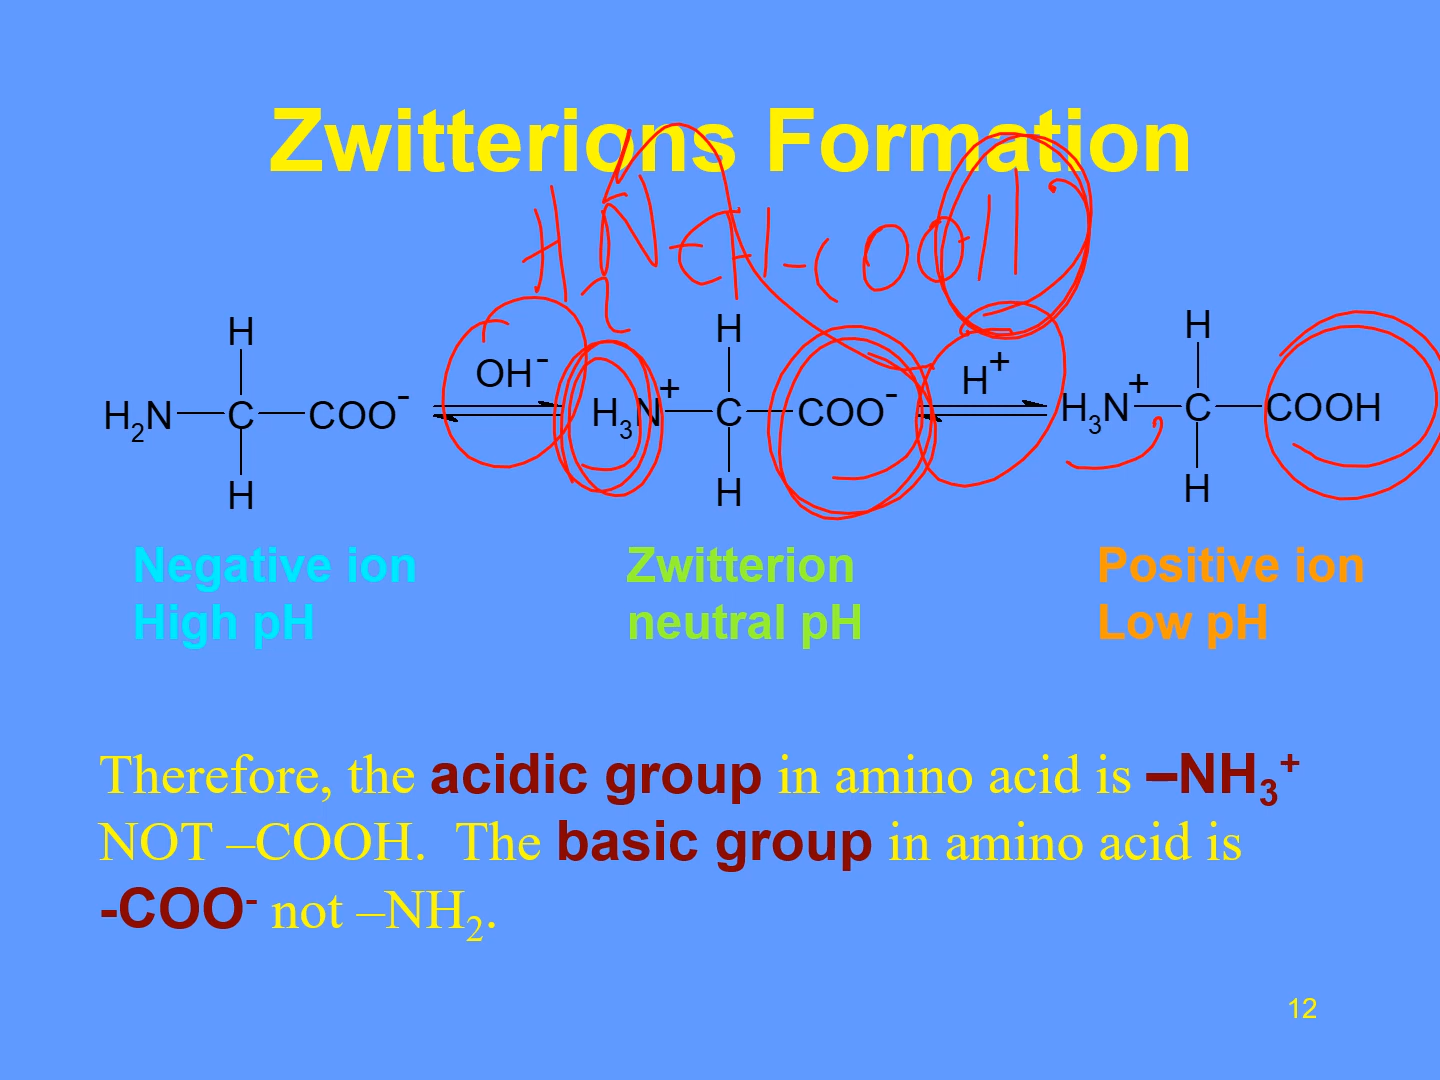 Zwitterions Formation
H₂NCH-COOH
H H H
OH⁻ H⁺
H₂N C COO⁻ H₃N⁺ C COO⁻ H₃N⁺ C COOH
H H H
Negative ion Zwitterion Positive ion
High pH neutral pH Low pH
Therefore, the acidic group in amino acid is –NH₃⁺
NOT –COOH. The basic group in amino acid is
-COO⁻ not –NH₂.
12